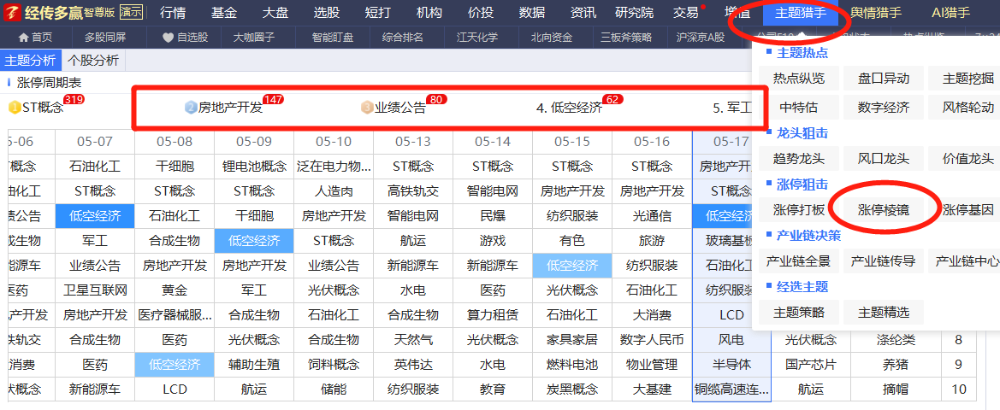 经传多赢 智尊版 演示 行情 基金 大盘 选股 短打 机构 价投 数据 资讯 研究院 交易 增值 主题猎手 舆情猎手 AI猎手
首页 多股同屏 自选股 大咖圈子 智能盯盘 综合排名 江天化学 北向资金 三板斧策略 沪深京A股
主题分析 个股分析
涨停周期表
1 ST概念 319 2 房地产开发 147 3 业绩公告 80 4. 低空经济 62 5. 军工
5-06 05-07 05-08 05-09 05-10 05-13 05-14 05-15 05-16 05-17
概念 石油化工 干细胞 锂电池概念 泛在电力物... ST概念 ST概念 ST概念 ST概念 房地产开
由化工 ST概念 ST概念 ST概念 人造肉 高铁轨交 智能电网 房地产开发 房地产开发 ST概念
责公告 低空经济 石油化工 干细胞 房地产开发 智能电网 民爆 纺织服装 光通信 低空经济
成生物 军工 合成生物 低空经济 ST概念 航运 游戏 有色 旅游 玻璃基板
能源车 业绩公告 房地产开发 房地产开发 业绩公告 新能源车 新能源车 低空经济 纺织服装 石油化工
医药 卫星互联网 黄金 军工 光伏概念 水电 医药 光伏概念 石油化工 纺织服装
产开发 房地产开发 医疗器械服... 合成生物 石油化工 合成生物 算力租赁 石油化工 大消费 LCD
铁轨交 合成生物 医药 光伏概念 合成生物 天然气 光伏概念 家具家居 数字人民币 风电 光伏概念 涤纶类 8
消费 医药 低空经济 辅助生殖 饲料概念 英伟达 水电 燃料电池 物业管理 半导体 国产芯片 养猪 9
概念 新能源车 LCD 航运 储能 纺织服装 教育 炭黑概念 大基建 铜缆高速连... 航运 摘帽 10
主题热点
热点纵览 盘口异动 主题挖掘
中特估 数字经济 风格轮动
龙头狙击
趋势龙头 风口龙头 价值龙头
涨停狙击
涨停打板 涨停棱镜 涨停基因
产业链决策
产业链全景 产业链传导 产业链中心
经选主题
主题策略 主题精选